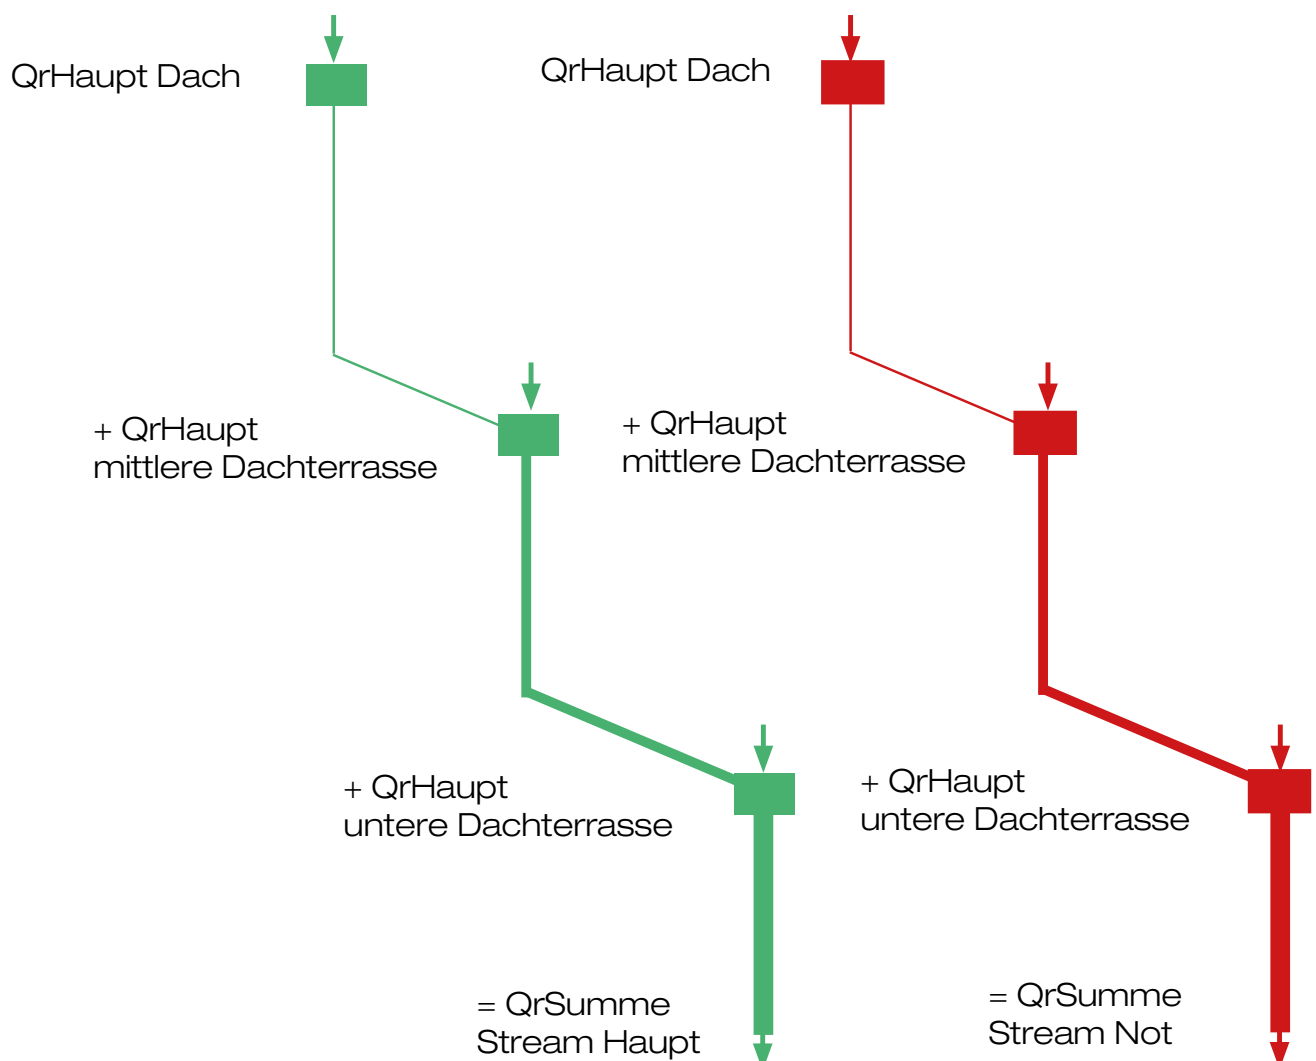 QrHaupt Dach
QrHaupt Dach
+ QrHaupt
mittlere Dachterrasse
+ QrHaupt
mittlere Dachterrasse
+ QrHaupt
untere Dachterrasse
+ QrHaupt
untere Dachterrasse
= QrSumme
Stream Haupt
= QrSumme
Stream Not